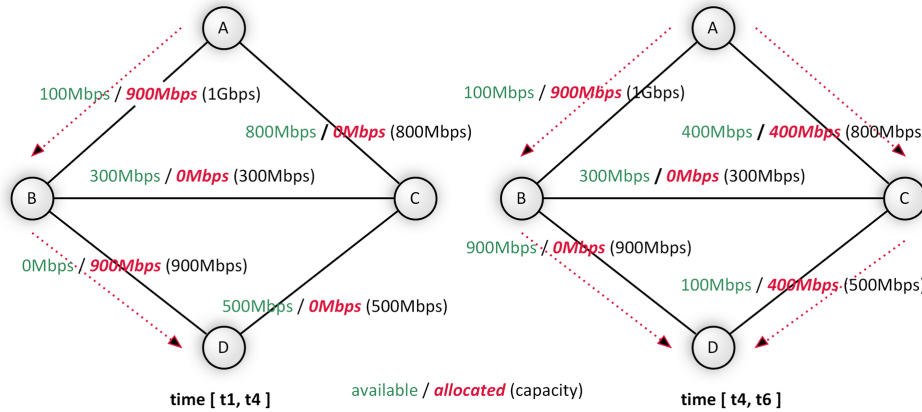 A
A
100Mbps / 900Mbps (1Gbps)
100Mbps / 900Mbps (1Gbps)
800Mbps / 0Mbps (800Mbps)
400Mbps / 400Mbps (800Mbps
300Mbps / 0Mbps (300Mbps)
300Mbps / 0Mbps (300Mbps)
B
C
B
C
0Mbps / 900Mbps (900Mbps)
900Mbps / 0Mbps (900Mbps)
500Mbps / 0Mbps (500Mbps)
100Mbps / 400Mbps (500Mbps
D
D
available / allocated (capacity)
time [ t1, t4 ]
time [ t4, t6 ]